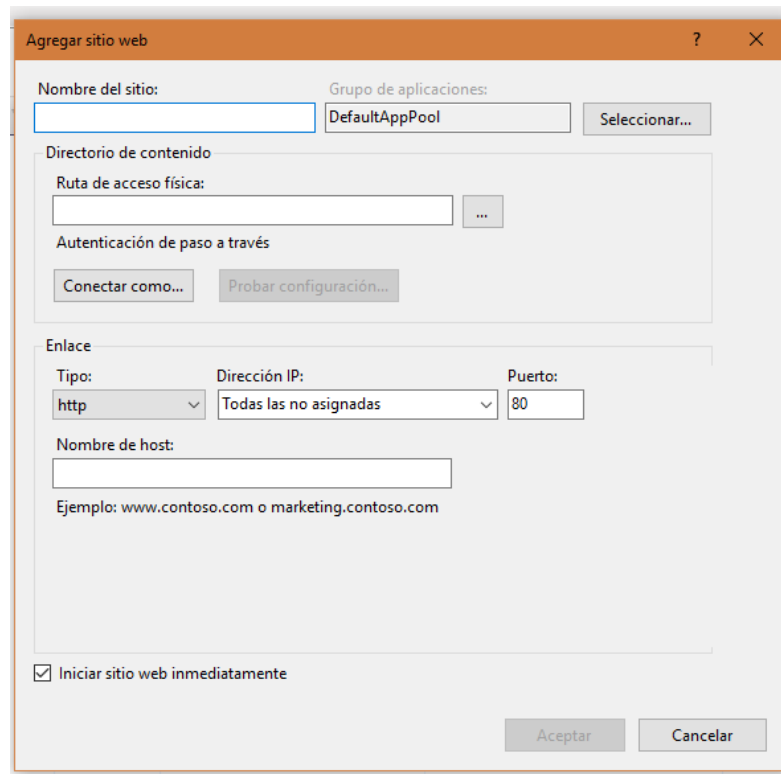 Agregar sitio web
Nombre del sitio: Grupo de aplicaciones:
DefaultAppPool Seleccionar...
Directorio de contenido
Ruta de acceso física:
...
Autenticación de paso a través
Conectar como... Probar configuración...
Enlace
Tipo: Dirección IP: Puerto:
http Todas las no asignadas 80
Nombre de host:
Ejemplo: www.contoso.com o marketing.contoso.com
Iniciar sitio web inmediatamente
Aceptar Cancelar